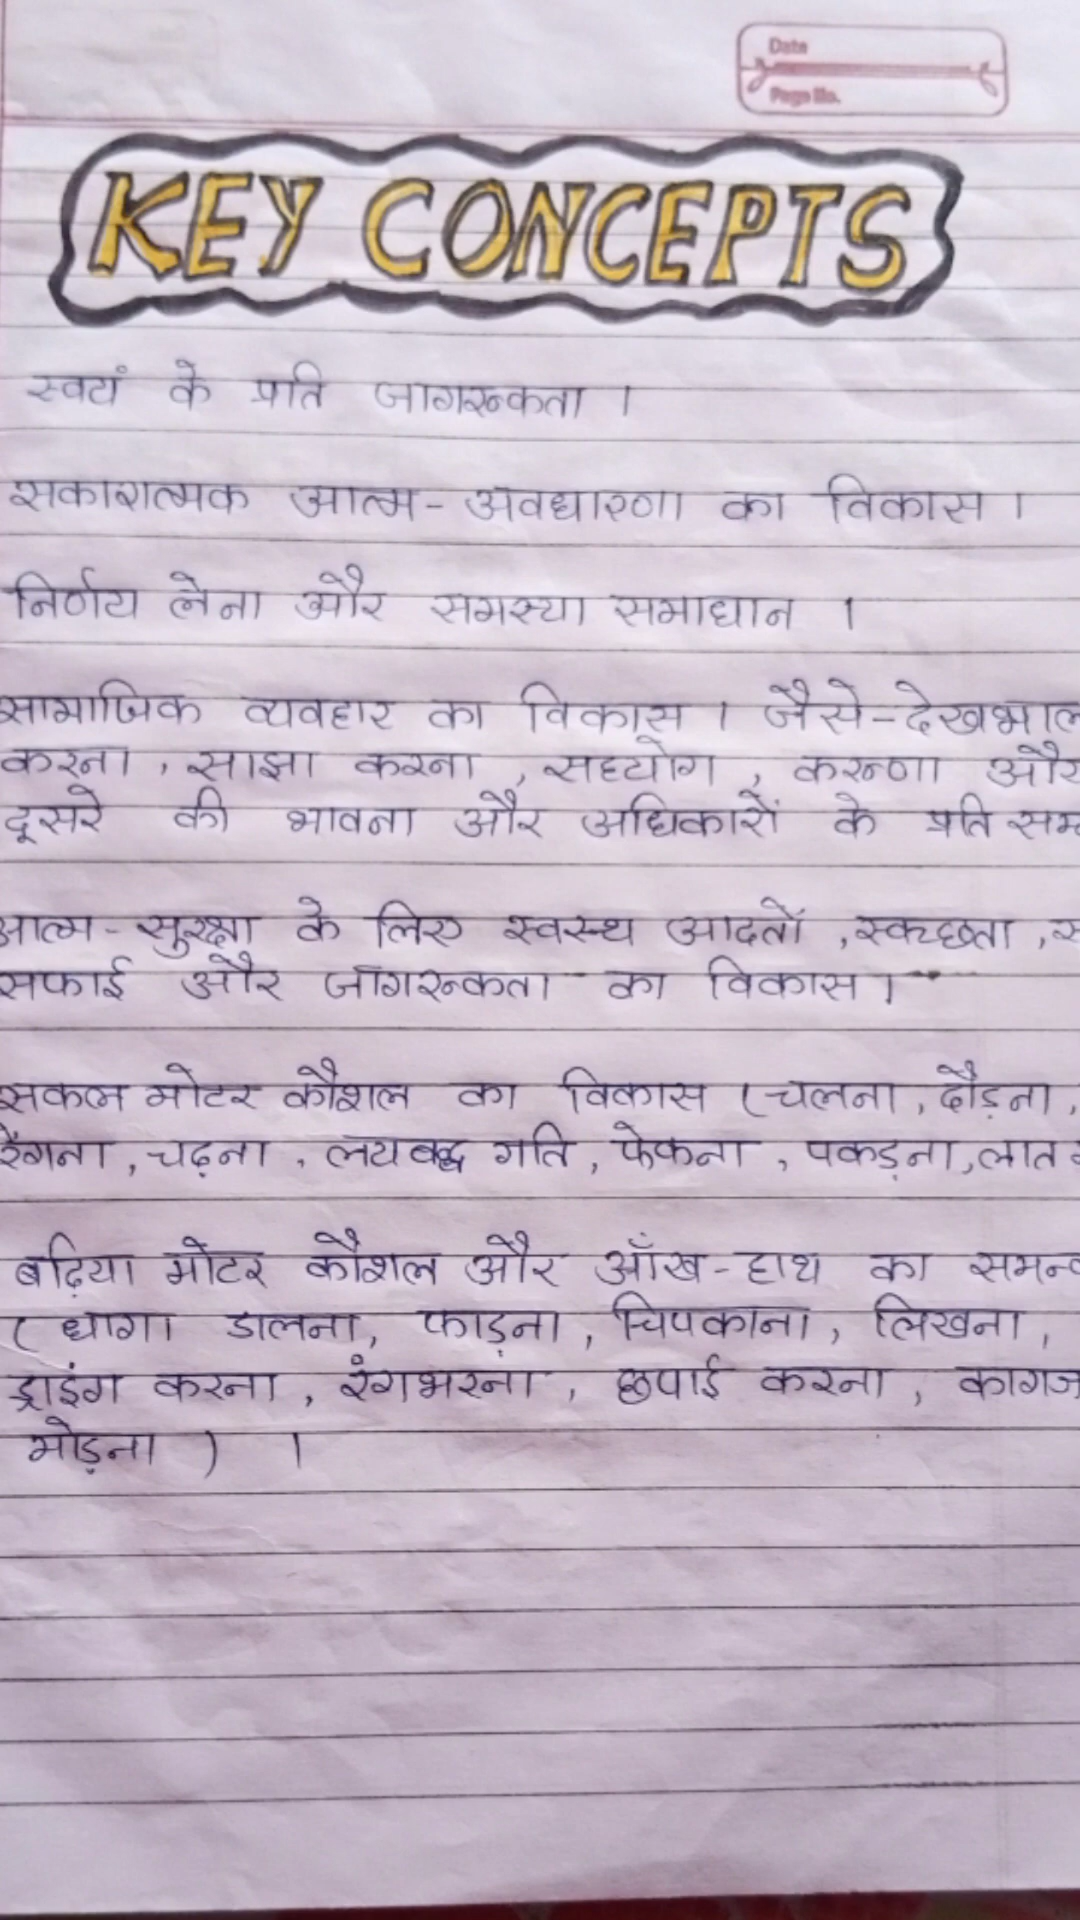 Date
Page No.
KEY CONCEPTS
स्वयं के प्रति जागरूकता ।
सकारात्मक आत्म-अवधारणा का विकास ।
निर्णय लेना और समस्या समाधान ।
सामाजिक व्यवहार का विकास । जैसे-देखभाल
करना, साझा करना, सहयोग, करूणा और
दूसरे की भावना और अधिकारों के प्रति सम्
आत्म-सुरक्षा के लिए स्वस्थ आदतों, स्वच्छता,
सफाई और जागरूकता का विकास ।
सकल मोटर कौशल का विकास (चलना, दौड़ना,
रेंगना, चढ़ना, लयबद्ध गति, फेकना, पकड़ना, लात
बढ़िया मोटर कौशल और आँख-हाथ का समन्व
(धागा डालना, फाड़ना, चिपकाना, लिखना,
ड्राइंग करना, रंगभरना, छपाई करना, कागज
मोड़ना) ।